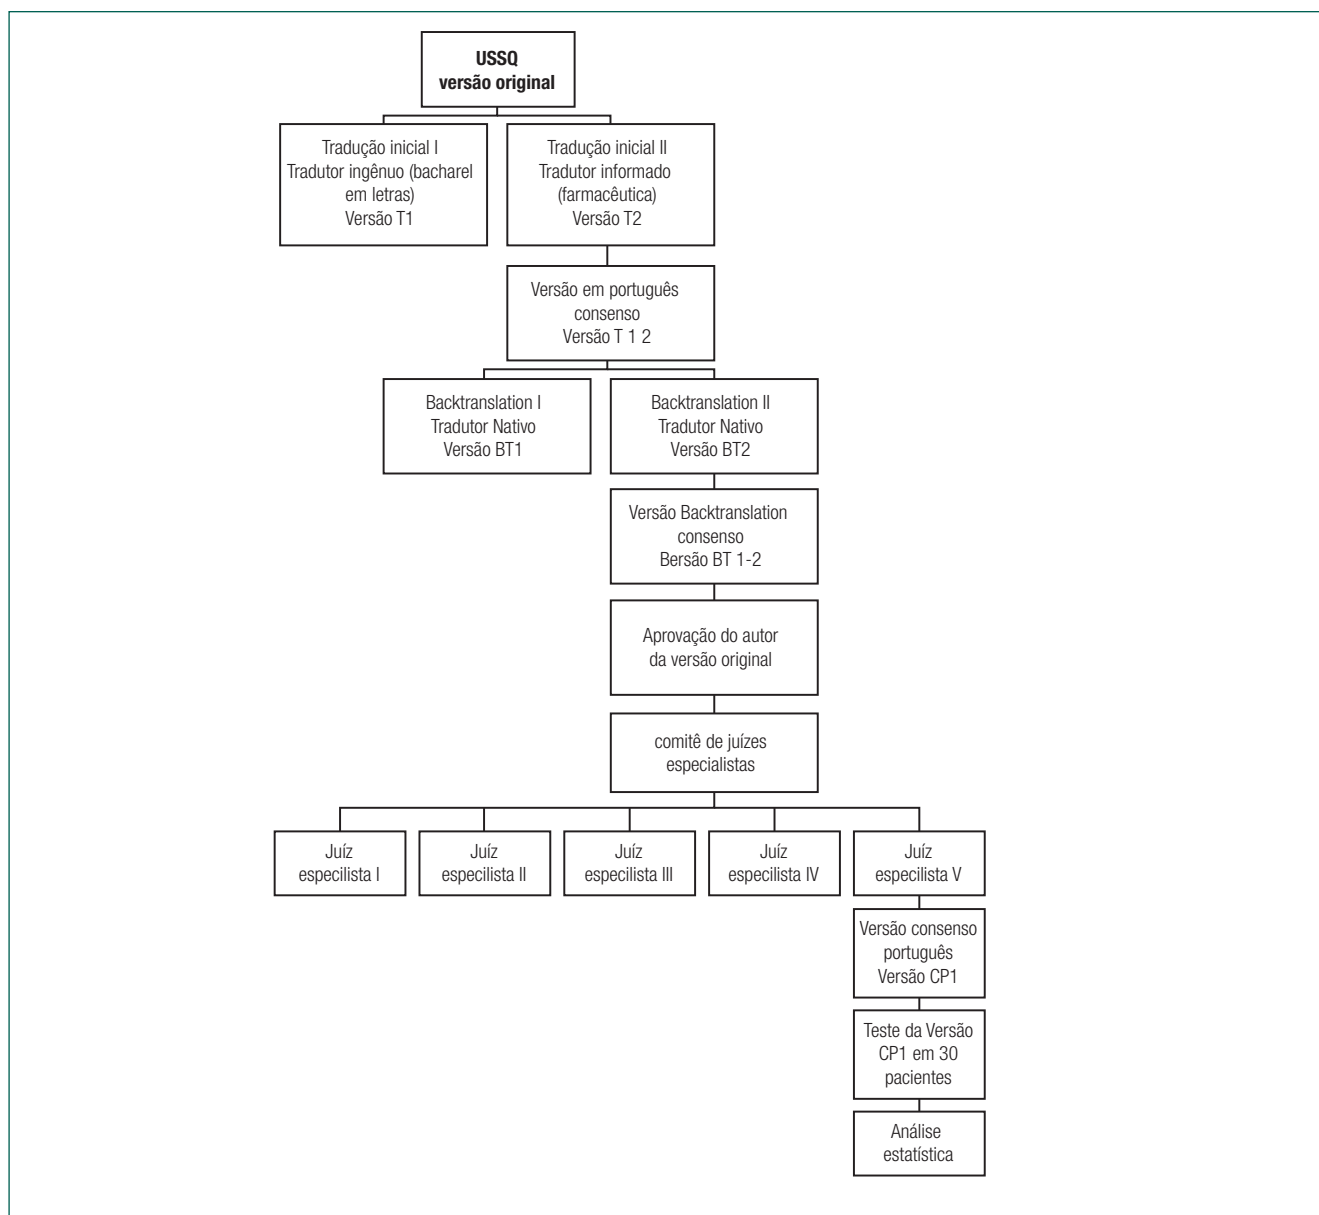 USSQ
versão original
Tradução inicial I
Tradutor ingênuo (bacharel
em letras)
Versão T1
Tradução inicial II
Tradutor informado
(farmacêutica)
Versão T2
Versão em português
consenso
Versão T 1 2
Backtranslation I
Tradutor Nativo
Versão BT1
Backtranslation II
Tradutor Nativo
Versão BT2
Versão Backtranslation
consenso
Bersão BT 1-2
Aprovação do autor
da versão original
comitê de juízes
especialistas
Juíz
especilista I
Juíz
especilista II
Juíz
especilista III
Juíz
especilista IV
Juíz
especilista V
Versão consenso
português
Versão CP1
Teste da Versão
CP1 em 30
pacientes
Análise
estatística